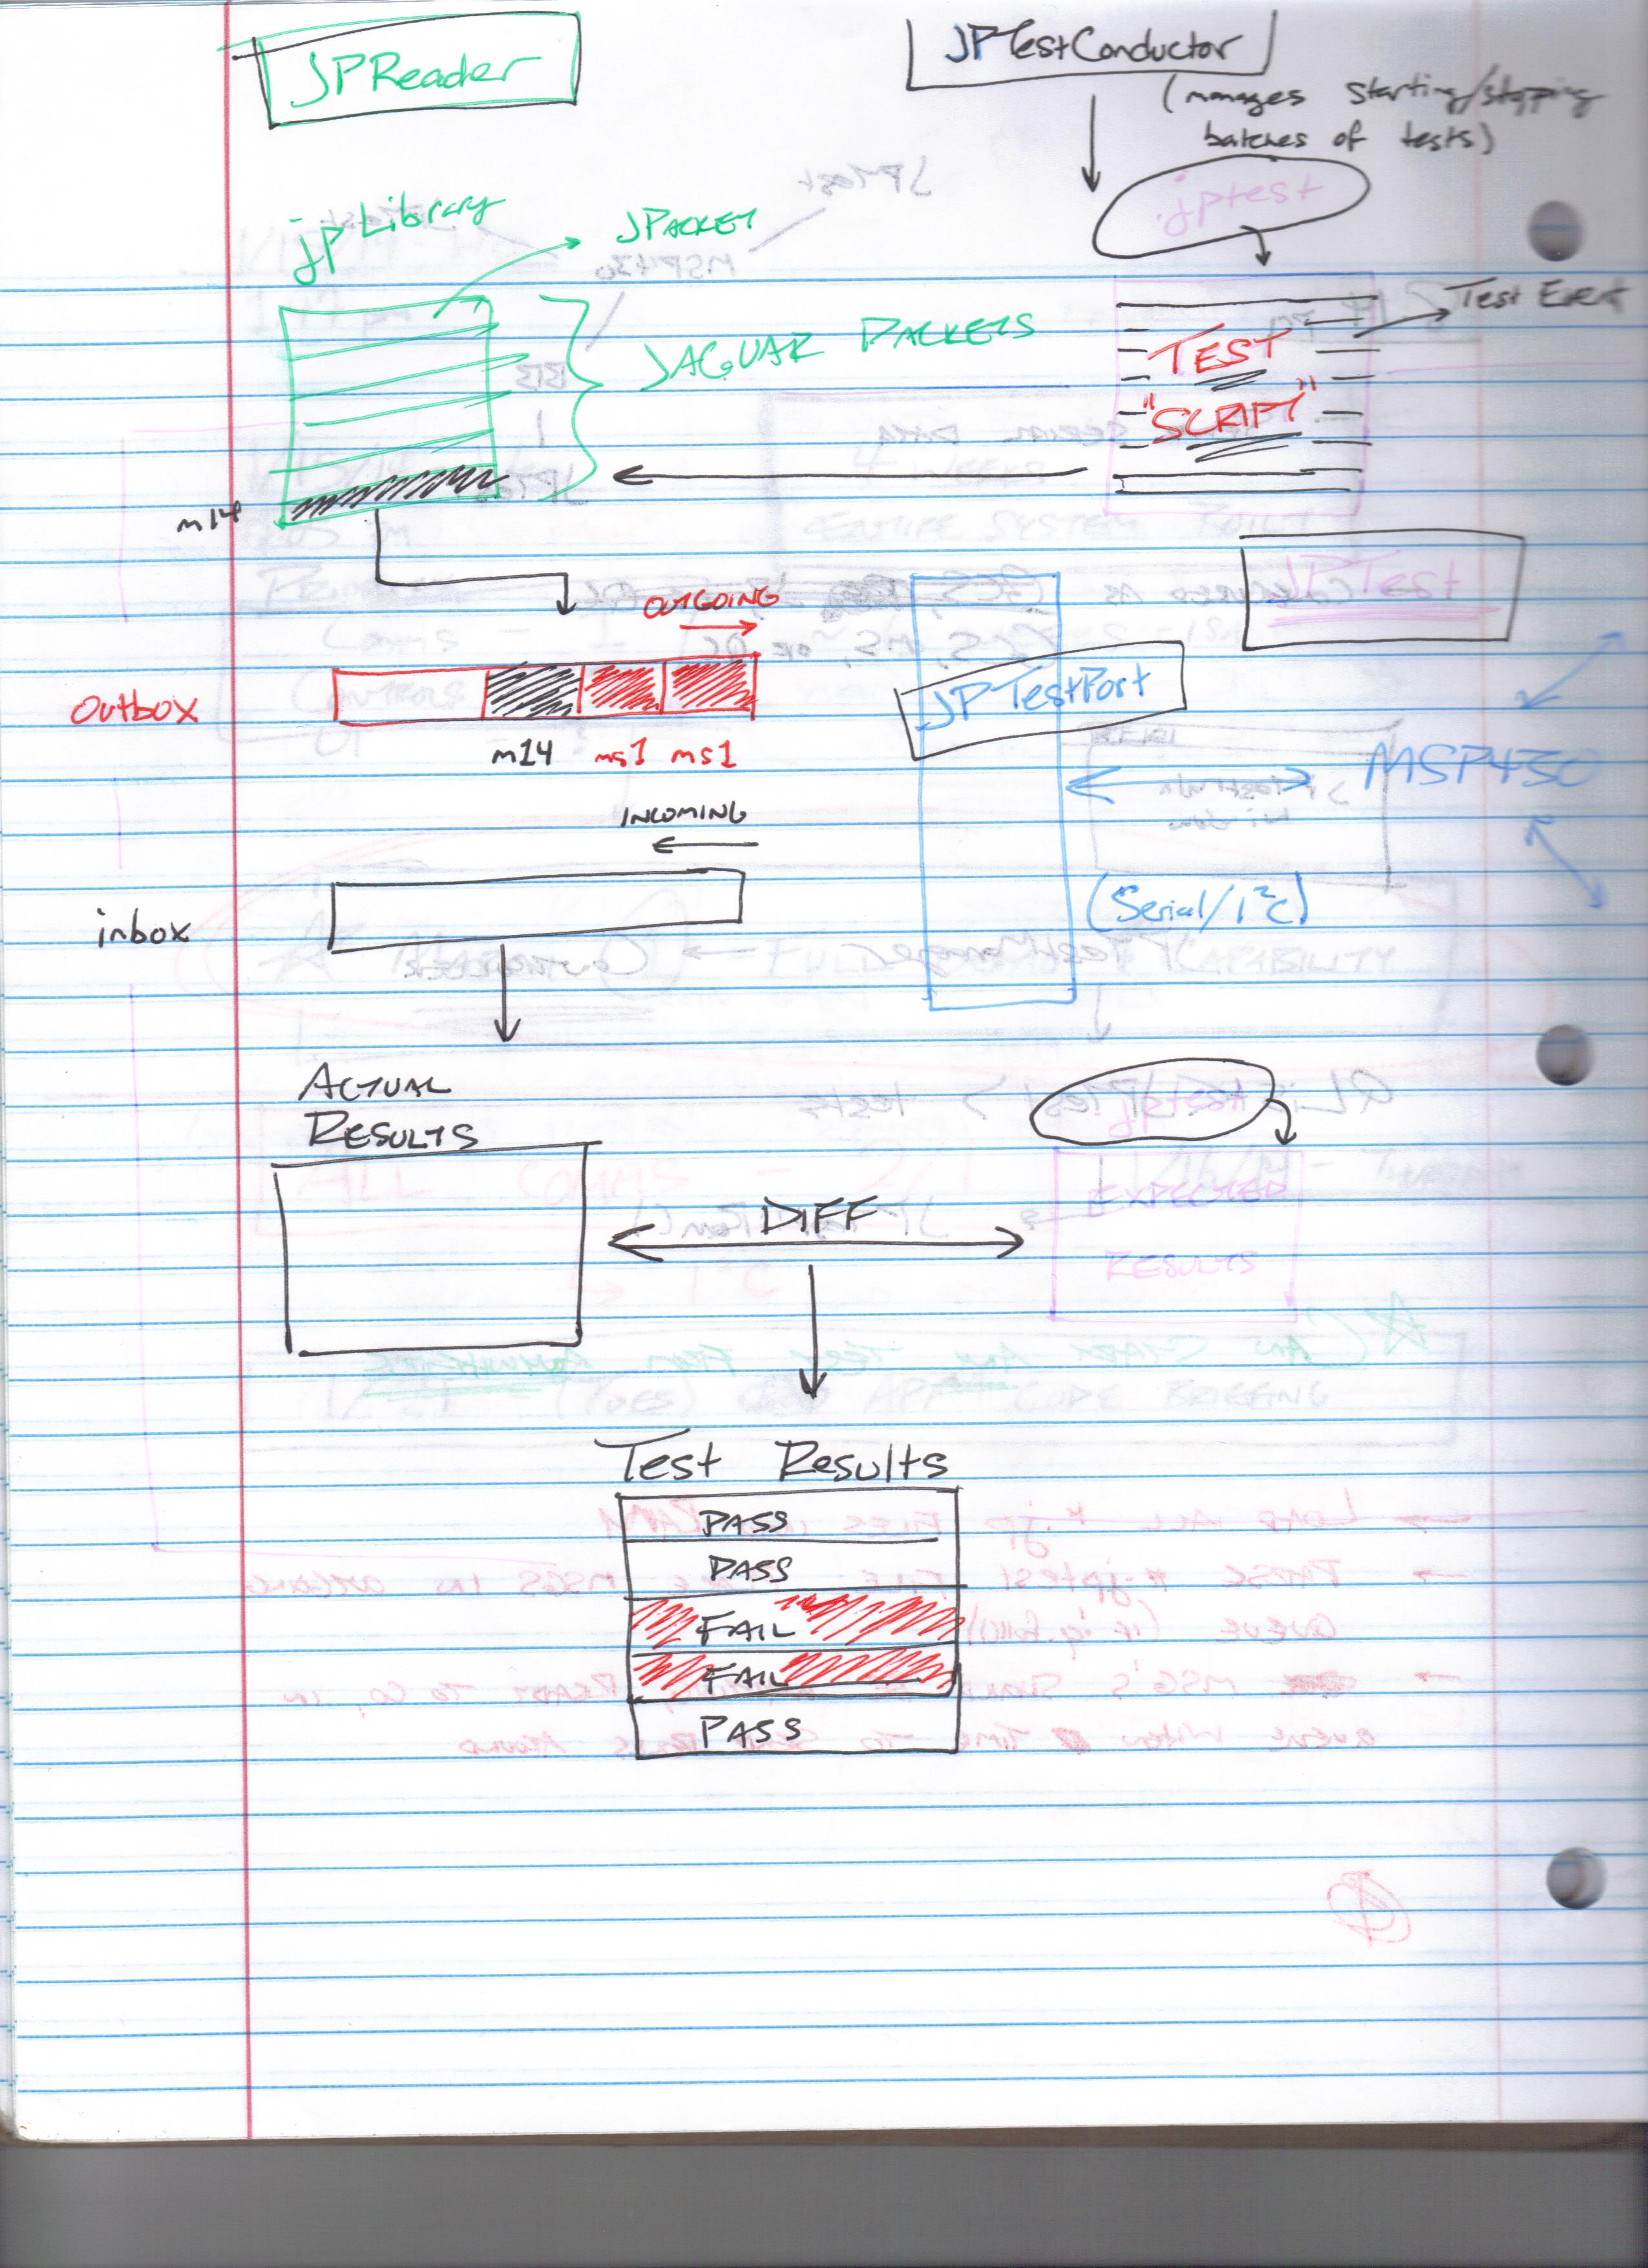 JPReader
JPTestConductor
(manages starting/stopping
batches of tests)
.jptest
jP Library
JPACKET
Test Event
JAGUAR PACKETS
TEST
"SCRIPT"
m14
JPTest
OUTGOING
Outbox
JPTestPort
m14 ms1 ms1
MSP430
INCOMING
inbox
(Serial/I²C)
ACTUAL
RESULTS
.jptest
DIFF
EXPECTED
RESULTS
Test Results
PASS
PASS
FAIL
FAIL
PASS